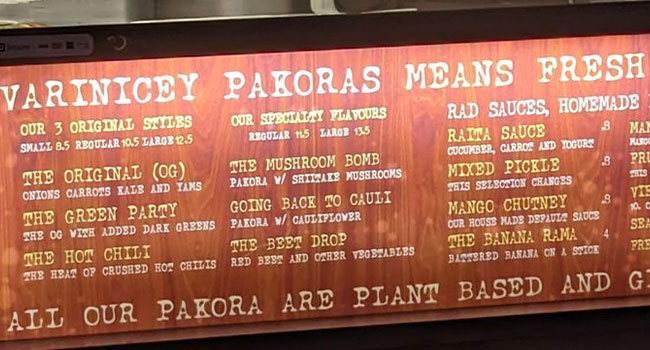 VARINICEY PAKORAS MEANS FRESH
OUR 3 ORIGINAL STYLES
SMALL 8.5 REGULAR 10.5 LARGE 12.5
THE ORIGINAL (OG)
ONIONS CARROTS KALE AND YAMS
THE GREEN PARTY
THE OG WITH ADDED DARK GREENS
THE HOT CHILI
THE HEAT OF CRUSHED HOT CHILIS
OUR SPECIALTY FLAVOURS
REGULAR 11.5 LARGE 13.5
THE MUSHROOM BOMB
PAKORA W/ SHIITAKE MUSHROOMS
GOING BACK TO CAULI
PAKORA W/ CAULIFLOWER
THE BEET DROP
RED BEET AND OTHER VEGETABLES
RAD SAUCES, HOMEMADE
RAITA SAUCE .8
CUCUMBER, CARROT AND YOGURT
MIXED PICKLE .8
THIS SELECTION CHANGES
MANGO CHUTNEY .8
OUR HOUSE MADE DEFAULT SAUCE
THE BANANA RAMA 4
BATTERED BANANA ON A STICK
ALL OUR PAKORA ARE PLANT BASED AND